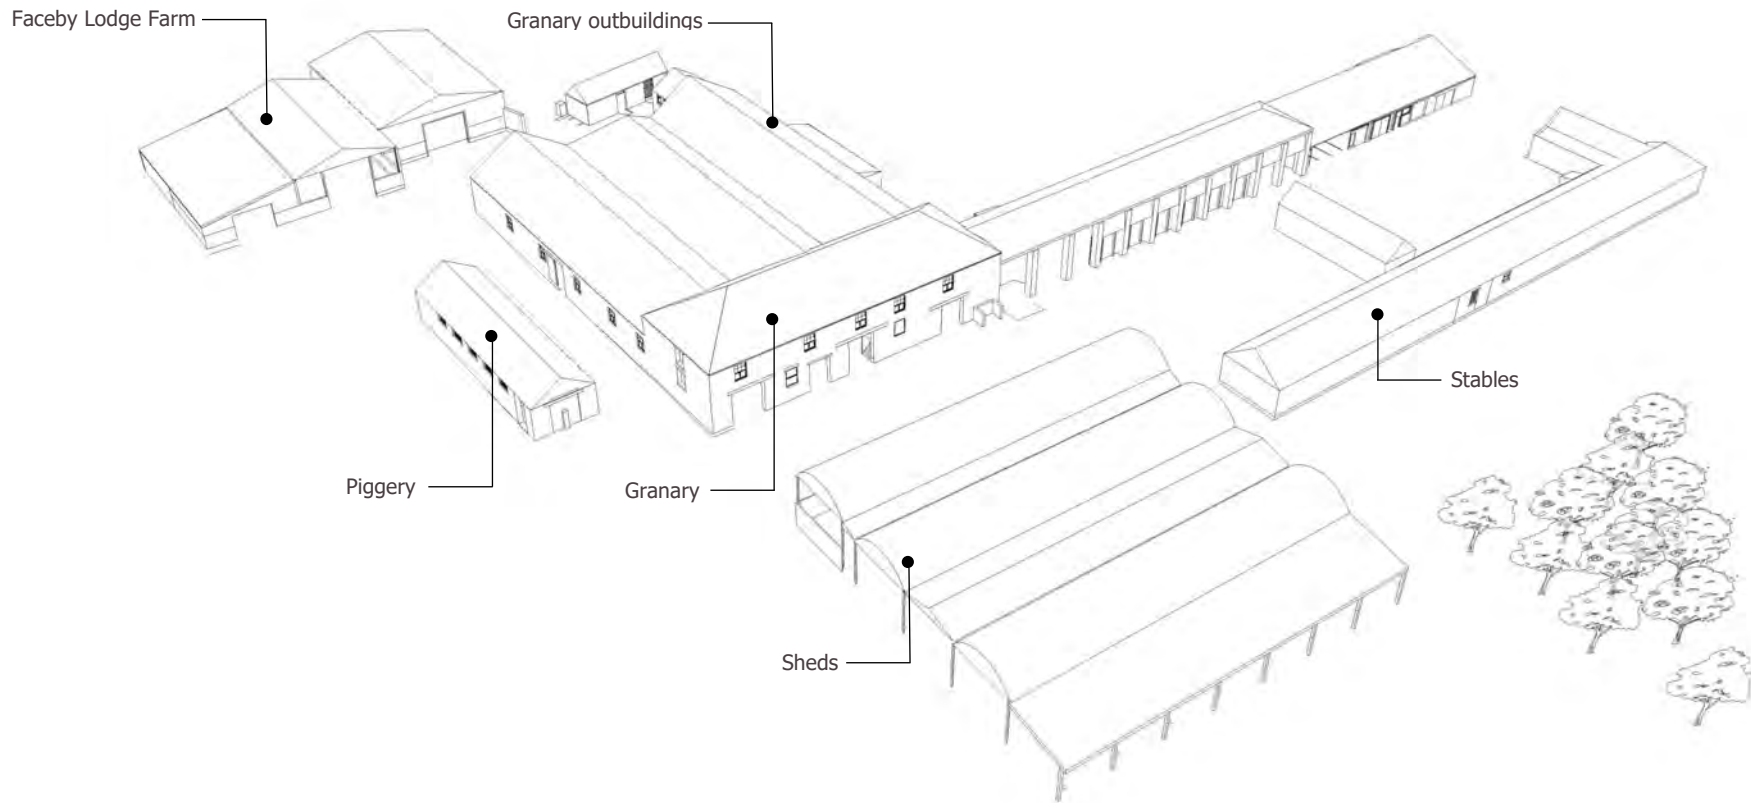 Faceby Lodge Farm
Granary outbuildings
Stables
Piggery
Granary
Sheds